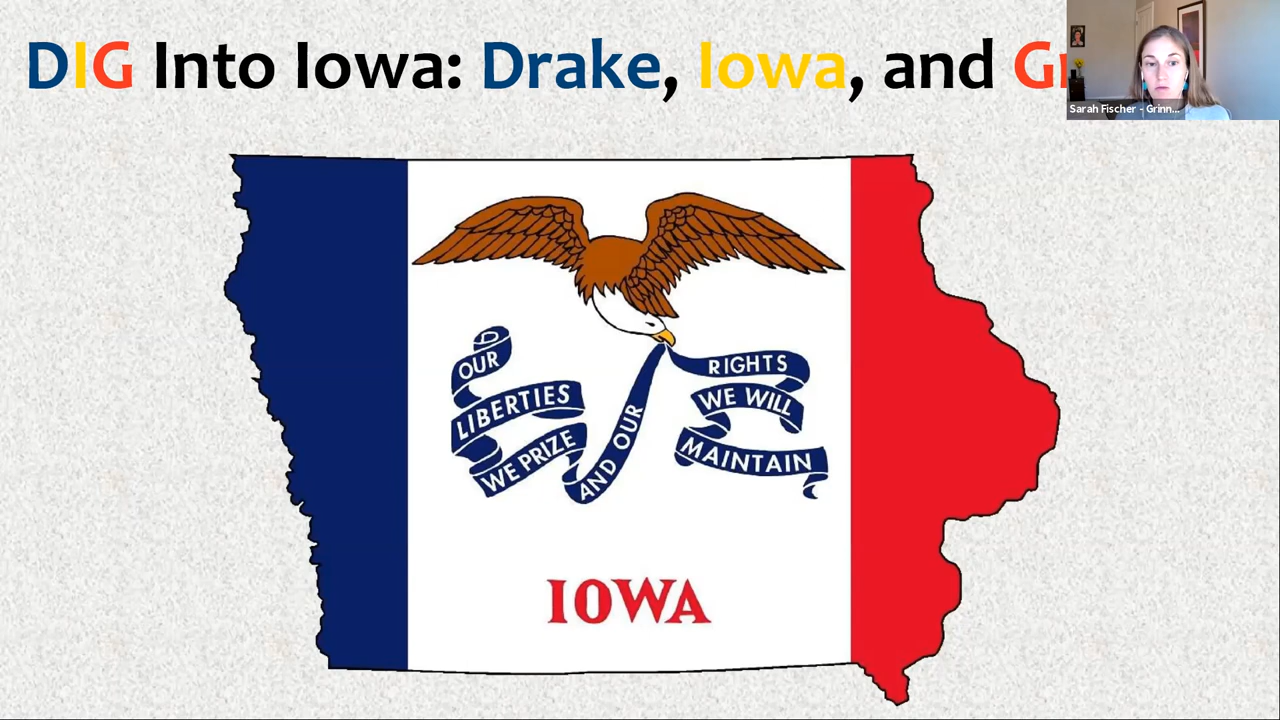 DIG Into Iowa: Drake, Iowa, and Gr
Sarah Fischer - Grinn...
OUR
LIBERTIES
WE PRIZE
AND OUR
RIGHTS
WE WILL
MAINTAIN
IOWA